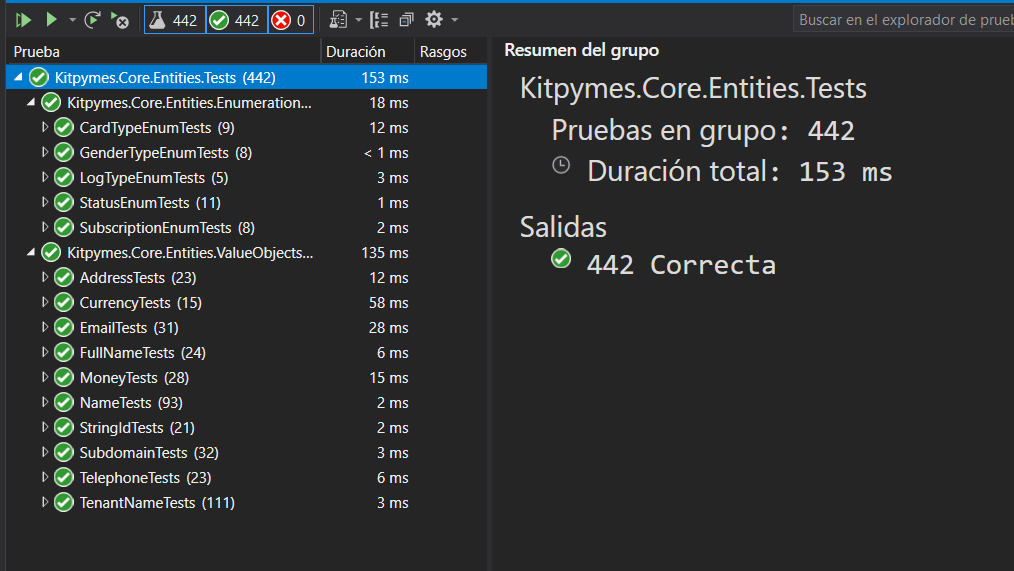 442 442 0 Buscar en el explorador de prueb
Prueba Duración Rasgos
Kitpymes.Core.Entities.Tests (442) 153 ms
Kitpymes.Core.Entities.Enumeration... 18 ms
CardTypeEnumTests (9) 12 ms
GenderTypeEnumTests (8) < 1 ms
LogTypeEnumTests (5) 3 ms
StatusEnumTests (11) 1 ms
SubscriptionEnumTests (8) 2 ms
Kitpymes.Core.Entities.ValueObjects... 135 ms
AddressTests (23) 12 ms
CurrencyTests (15) 58 ms
EmailTests (31) 28 ms
FullNameTests (24) 6 ms
MoneyTests (28) 15 ms
NameTests (93) 2 ms
StringIdTests (21) 2 ms
SubdomainTests (32) 3 ms
TelephoneTests (23) 6 ms
TenantNameTests (111) 3 ms
Resumen del grupo
Kitpymes.Core.Entities.Tests
Pruebas en grupo: 442
Duración total: 153 ms
Salidas
442 Correcta